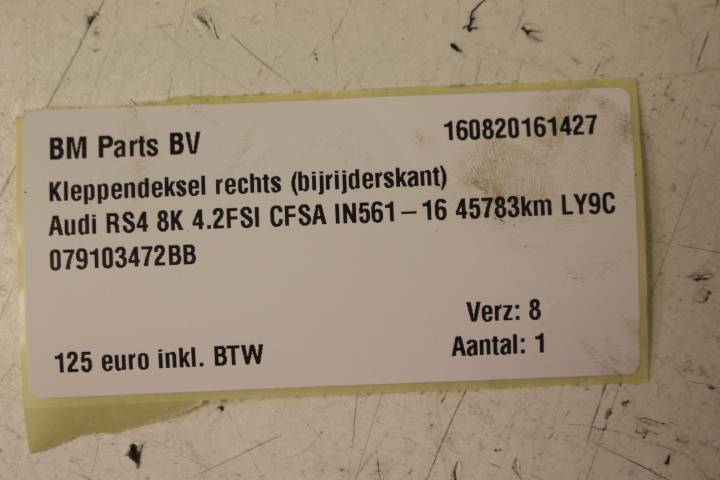 BM Parts BV 160820161427
Kleppendeksel rechts (bijrijderskant)
Audi RS4 8K 4.2FSI CFSA IN561-16 45783km LY9C
079103472BB
Verz: 8
125 euro inkl. BTW Aantal: 1